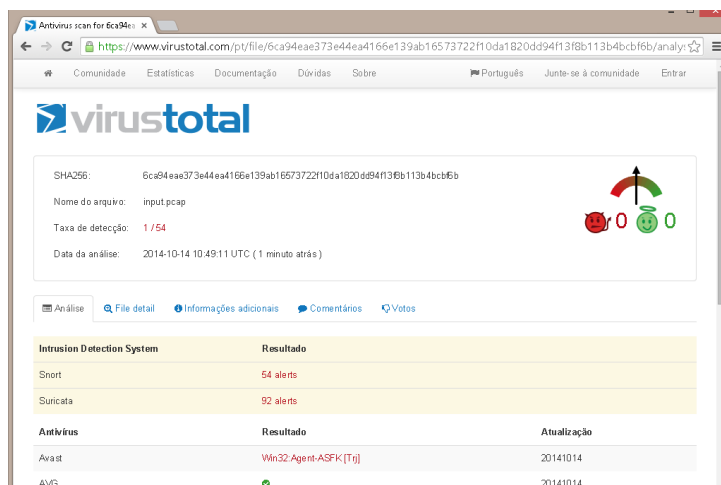 Antivirus scan for 6ca94ea
https://www.virustotal.com/pt/file/6ca94eae373e44ea4166e139ab16573722f10da1820dd94f13f8b113b4bcbf6b/analy
Comunidade Estatísticas Documentação Dúvidas Sobre Português Junte-se à comunidade Entrar
virustotal
SHA256: 6ca94eae373e44ea4166e139ab16573722f10da1820dd94f13f8b113b4bcbf6b
Nome do arquivo: input.pcap
Taxa de detecção: 1 / 54
0 0
Data da análise: 2014-10-14 10:49:11 UTC ( 1 minuto atrás )
Análise File detail Informações adicionais Comentários Votos
Intrusion Detection System Resultado
Snort 54 alerts
Suricata 92 alerts
Antivírus Resultado Atualização
Avast Win32:Agent-ASFK [Trj] 20141014
AVG 20141014